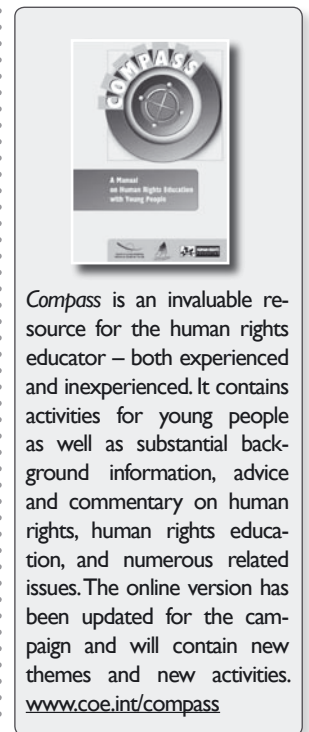 COMPASS
A Manual
on Human Rights Education
with Young People
Compass is an invaluable re-
source for the human rights
educator – both experienced
and inexperienced. It contains
activities for young people
as well as substantial back-
ground information, advice
and commentary on human
rights, human rights educa-
tion, and numerous related
issues. The online version has
been updated for the cam-
paign and will contain new
themes and new activities.
www.coe.int/compass